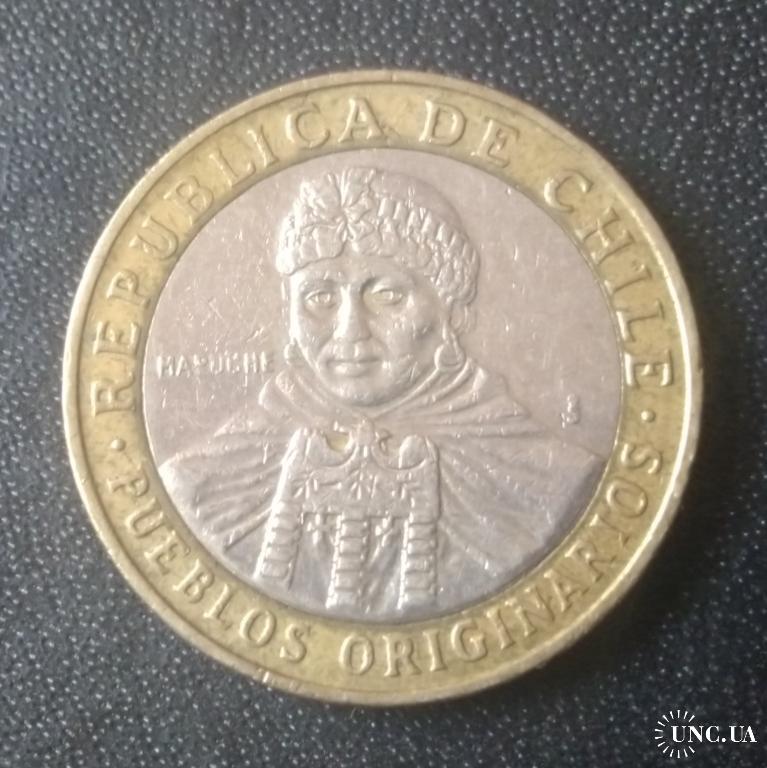 REPUBLICA DE CHILE
MAPUCHE
· PUEBLOS ORIGINARIOS ·
UNC.UA